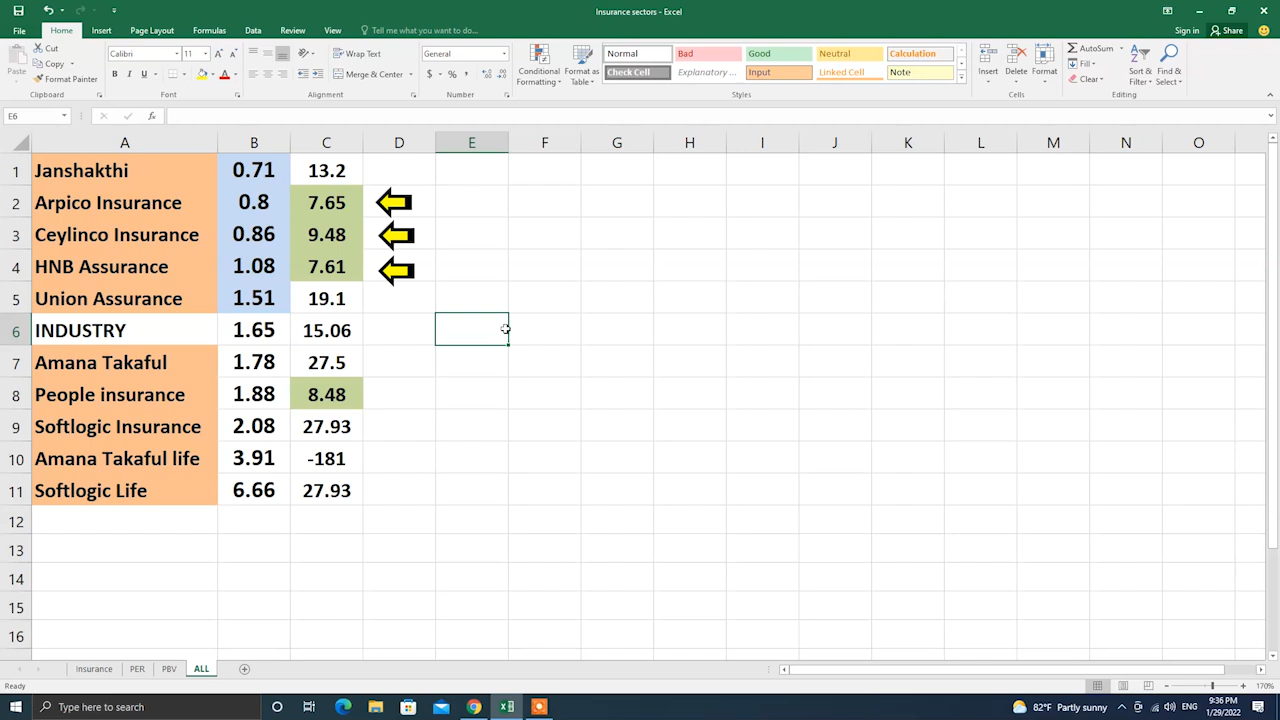 Insurance sectors - Excel
File Home Insert Page Layout Formulas Data Review View Tell me what you want to do... Sign in Share
Paste
Cut
Copy
Format Painter
Clipboard
Calibri 11
Font
Wrap Text
Merge & Center
Alignment
General
Number
Conditional Formatting
Format as Table
Normal Bad Good Neutral Calculation
Check Cell Explanatory ... Input Linked Cell Note
Styles
Insert Delete Format
Cells
AutoSum
Fill
Clear
Sort & Filter
Find & Select
Editing
E6
A B C D E F G H I J K L M N O
1 Janshakthi 0.71 13.2
2 Arpico Insurance 0.8 7.65
3 Ceylinco Insurance 0.86 9.48
4 HNB Assurance 1.08 7.61
5 Union Assurance 1.51 19.1
6 INDUSTRY 1.65 15.06
7 Amana Takaful 1.78 27.5
8 People insurance 1.88 8.48
9 Softlogic Insurance 2.08 27.93
10 Amana Takaful life 3.91 -181
11 Softlogic Life 6.66 27.93
12
13
14
15
16
insurance PER PBV ALL
Ready 170%
Type here to search 82°F Partly sunny 9:36 PM
1/29/2022